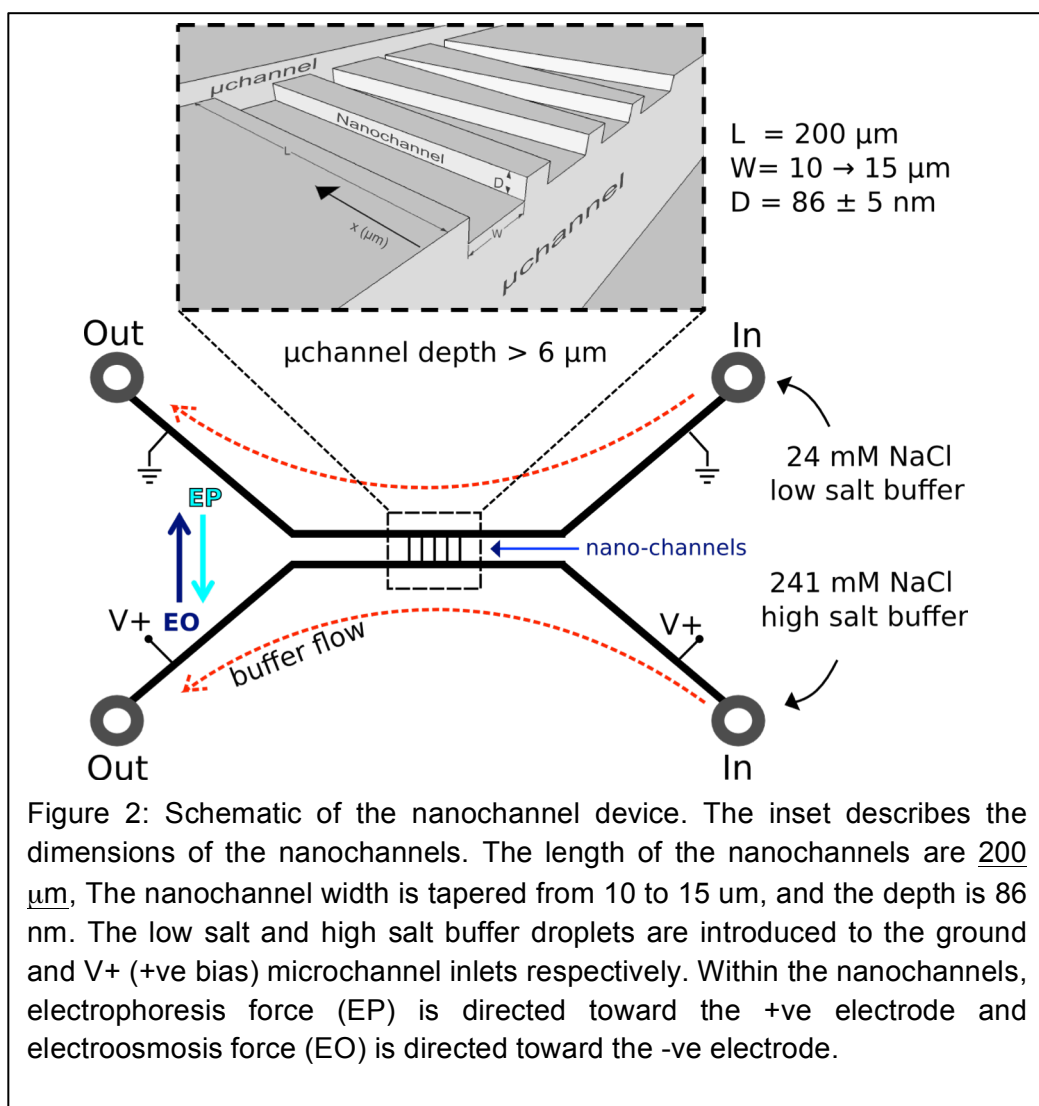 μchannel
Nanochannel
L
D
W
x (μm)
μchannel
L = 200 μm
W= 10 → 15 μm
D = 86 ± 5 nm
Out
In
μchannel depth > 6 μm
24 mM NaCl
low salt buffer
EP
nano-channels
241 mM NaCl
high salt buffer
V+
EO
V+
buffer flow
Out
In
Figure 2: Schematic of the nanochannel device. The inset describes the
dimensions of the nanochannels. The length of the nanochannels are 200
μm, The nanochannel width is tapered from 10 to 15 um, and the depth is 86
nm. The low salt and high salt buffer droplets are introduced to the ground
and V+ (+ve bias) microchannel inlets respectively. Within the nanochannels,
electrophoresis force (EP) is directed toward the +ve electrode and
electroosmosis force (EO) is directed toward the -ve electrode.